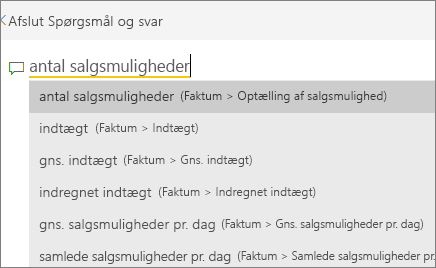 Afslut Spørgsmål og svar
antal salgsmuligheder
antal salgsmuligheder (Faktum > Optælling af salgsmulighed)
indtægt (Faktum > Indtægt)
gns. indtægt (Faktum > Gns. indtægt)
indregnet indtægt (Faktum > Indregnet indtægt)
gns. salgsmuligheder pr. dag (Faktum > Gns. salgsmuligheder pr. dag)
samlede salgsmuligheder pr. dag (Faktum > Samlede salgsmuligheder pr.